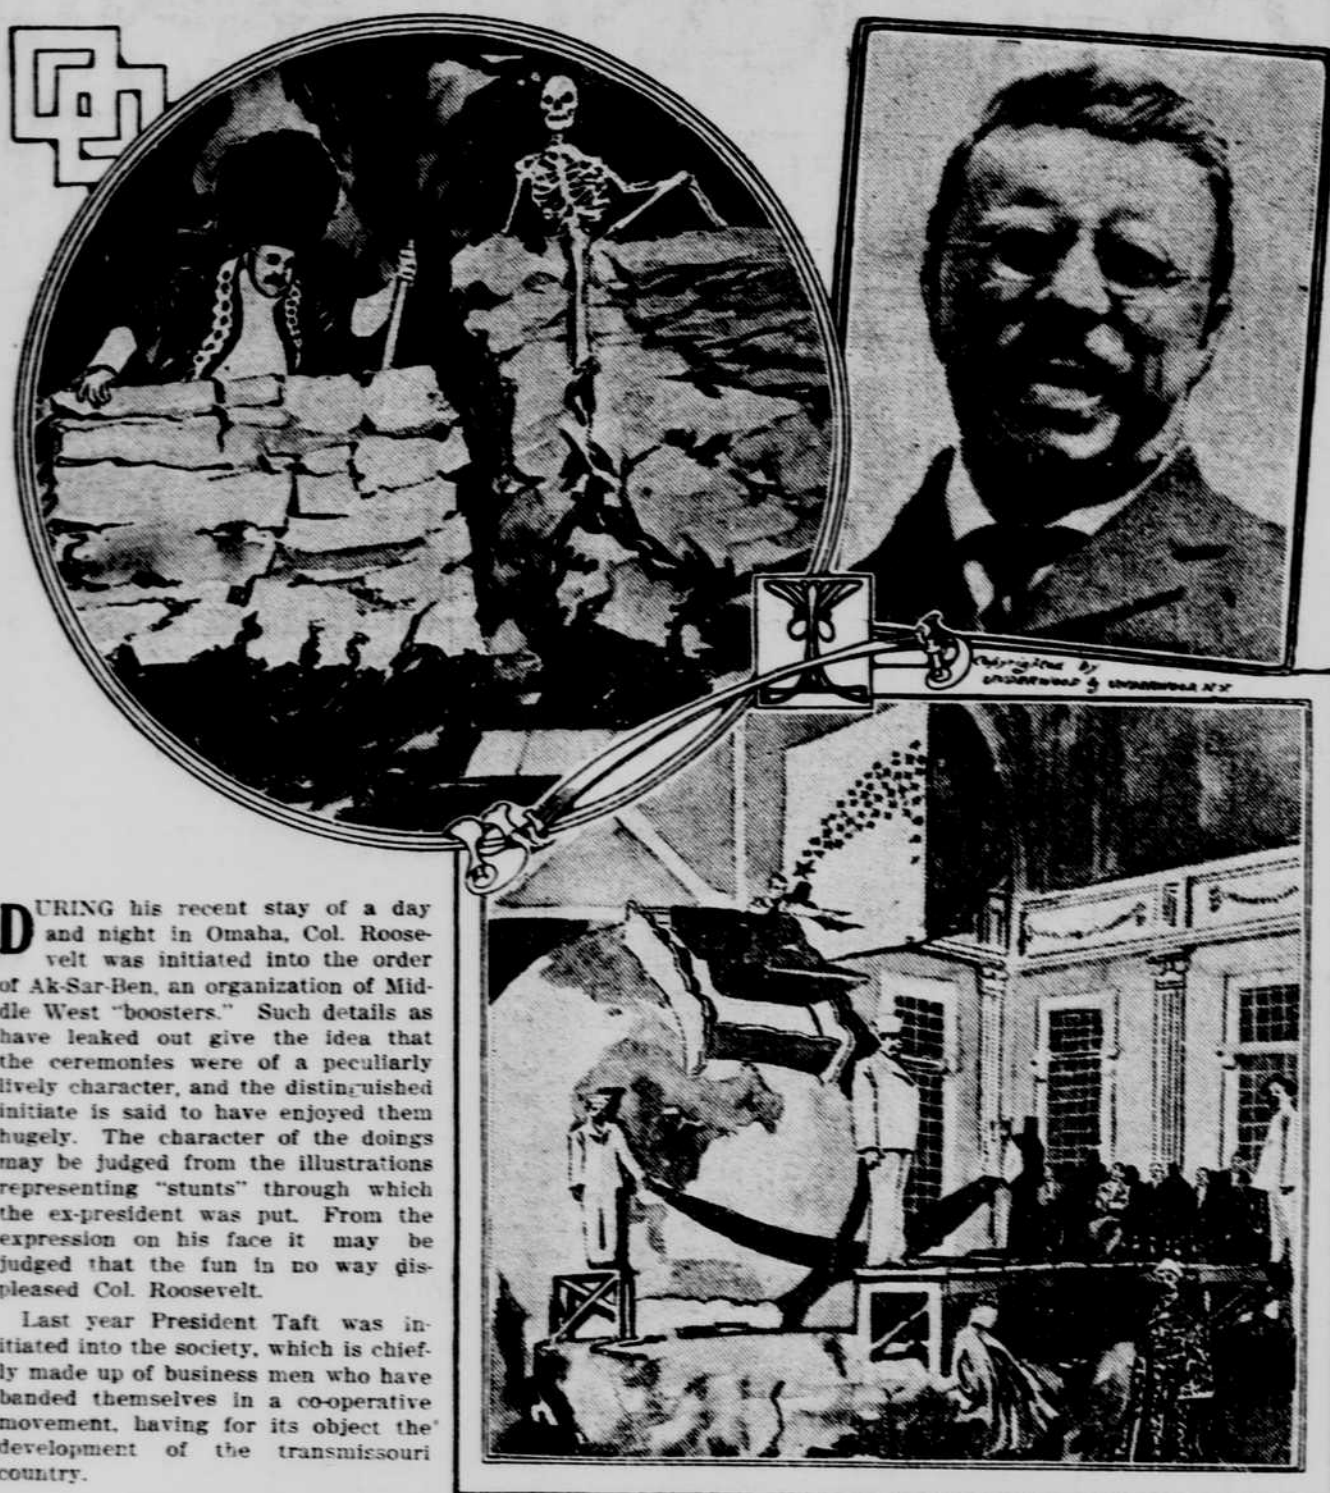 Copyrighted by
UNDERWOOD & UNDERWOOD N Y
DURING his recent stay of a day
and night in Omaha, Col. Roose-
velt was initiated into the order
of Ak-Sar-Ben, an organization of Mid-
dle West "boosters." Such details as
have leaked out give the idea that
the ceremonies were of a peculiarly
lively character, and the distinguished
initiate is said to have enjoyed them
hugely. The character of the doings
may be judged from the illustrations
representing "stunts" through which
the ex-president was put. From the
expression on his face it may be
judged that the fun in no way dis-
pleased Col. Roosevelt.
Last year President Taft was in-
itiated into the society, which is chief-
ly made up of business men who have
banded themselves in a co-operative
movement, having for its object the
development of the transmissouri
country.